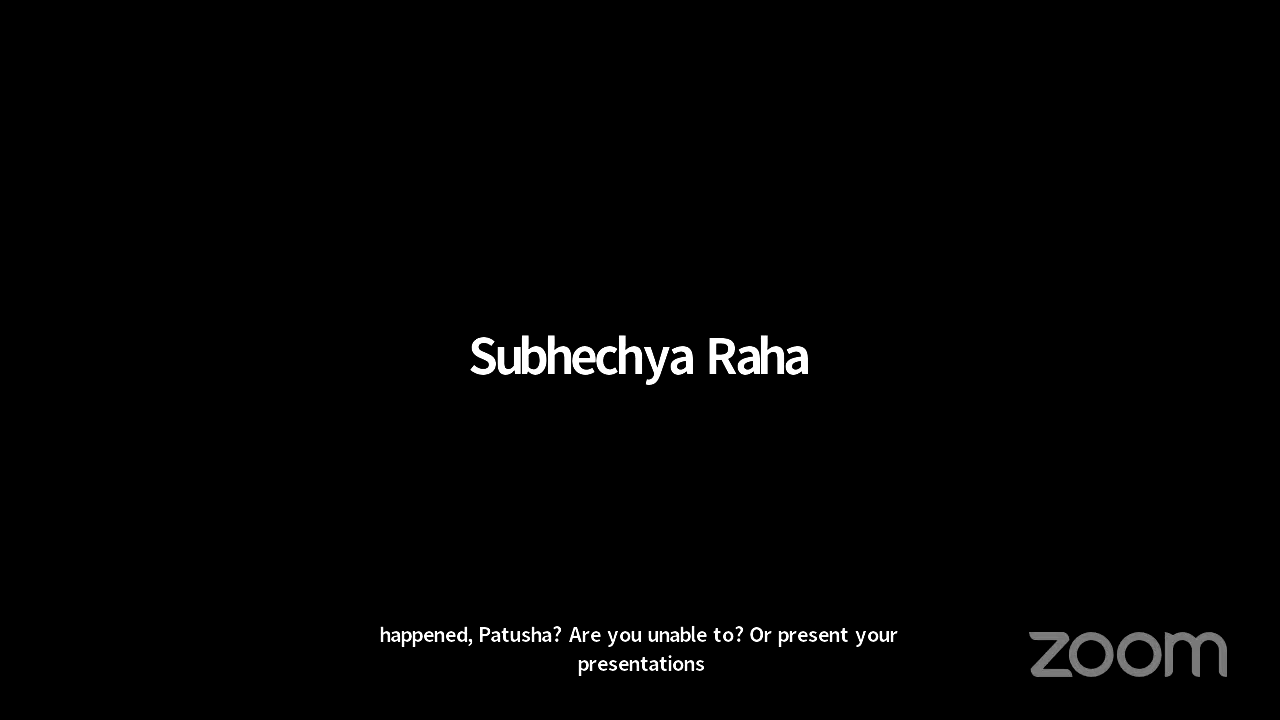 Subhechya Raha
happened, Patusha? Are you unable to? Or present your
presentations
zoom